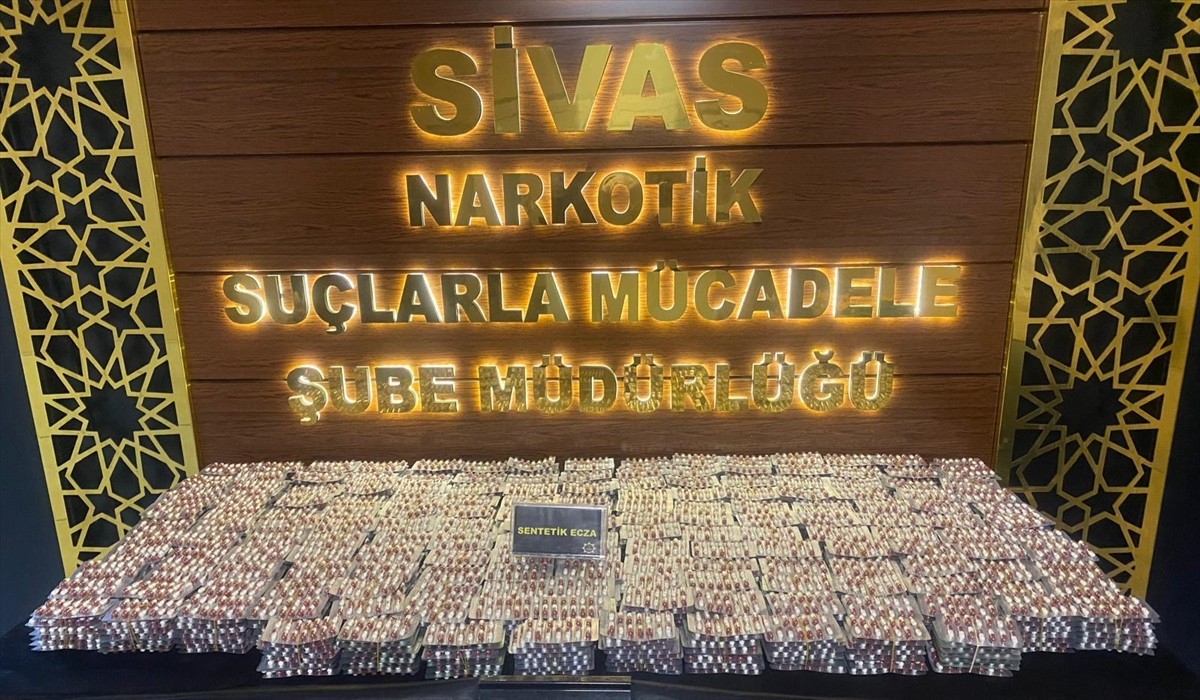 SİVAS
NARKOTİK
SUÇLARLA MÜCADELE
ŞUBE MÜDÜRLÜĞÜ
SENTETİK ECZA